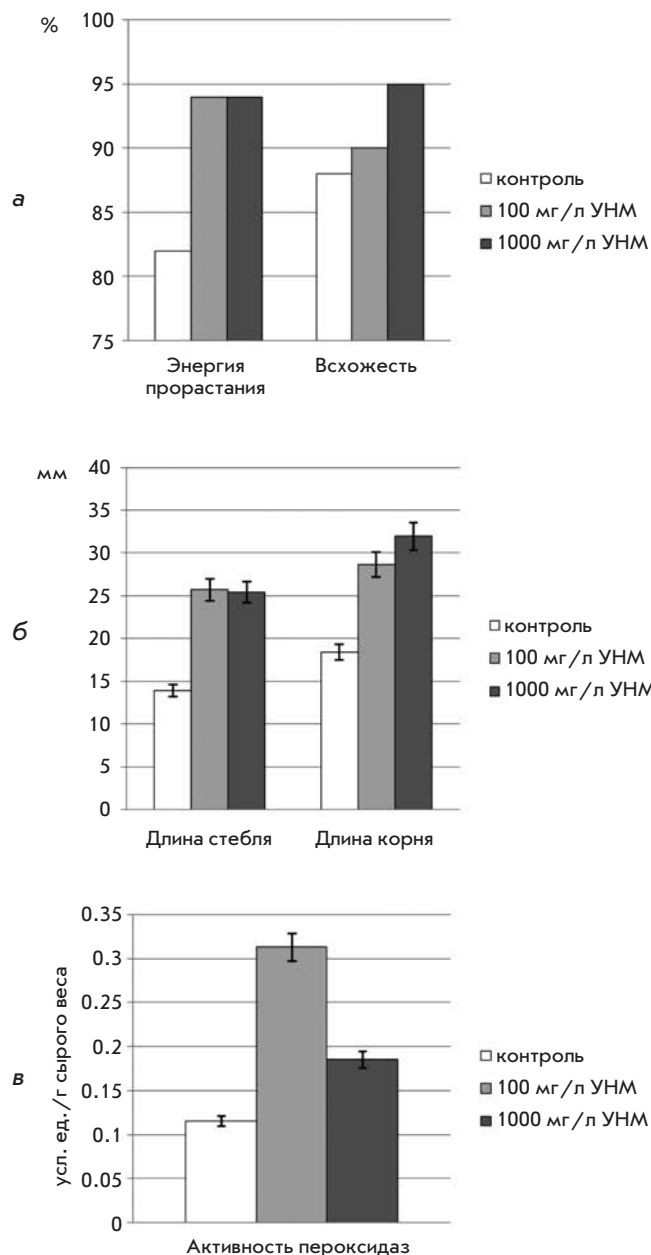 %
100
95
90
85
80
75
а
Энергия
прорастания
Всхожесть
контроль
100 мг/л УНМ
1000 мг/л УНМ
мм
40
35
30
25
20
15
10
5
0
б
Длина стебля
Длина корня
контроль
100 мг/л УНМ
1000 мг/л УНМ
усл. ед./г сырого веса
0.35
0.3
0.25
0.2
0.15
0.1
0.05
0
в
Активность пероксидаз
контроль
100 мг/л УНМ
1000 мг/л УНМ